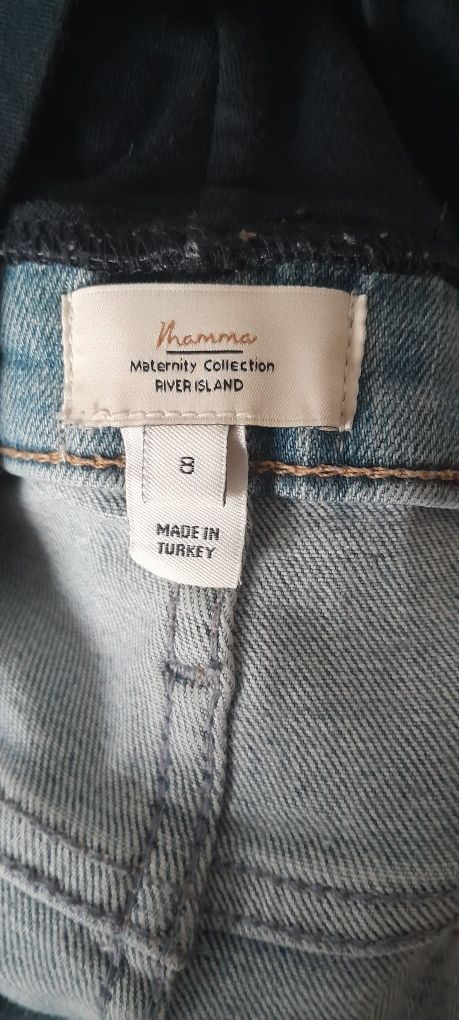 Mamma
Maternity Collection
RIVER ISLAND
8
MADE IN
TURKEY